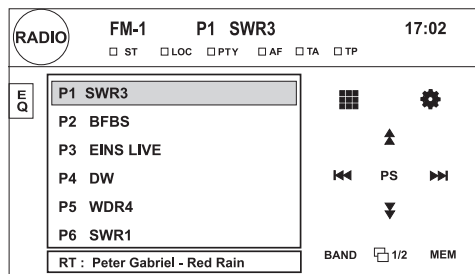 RADIO
FM-1 P1 SWR3 17:02
ST LOC PTY AF TA TP
EQ
P1 SWR3
P2 BFBS
P3 EINS LIVE
P4 DW
P5 WDR4
P6 SWR1
PS
RT : Peter Gabriel - Red Rain
BAND 1/2 MEM